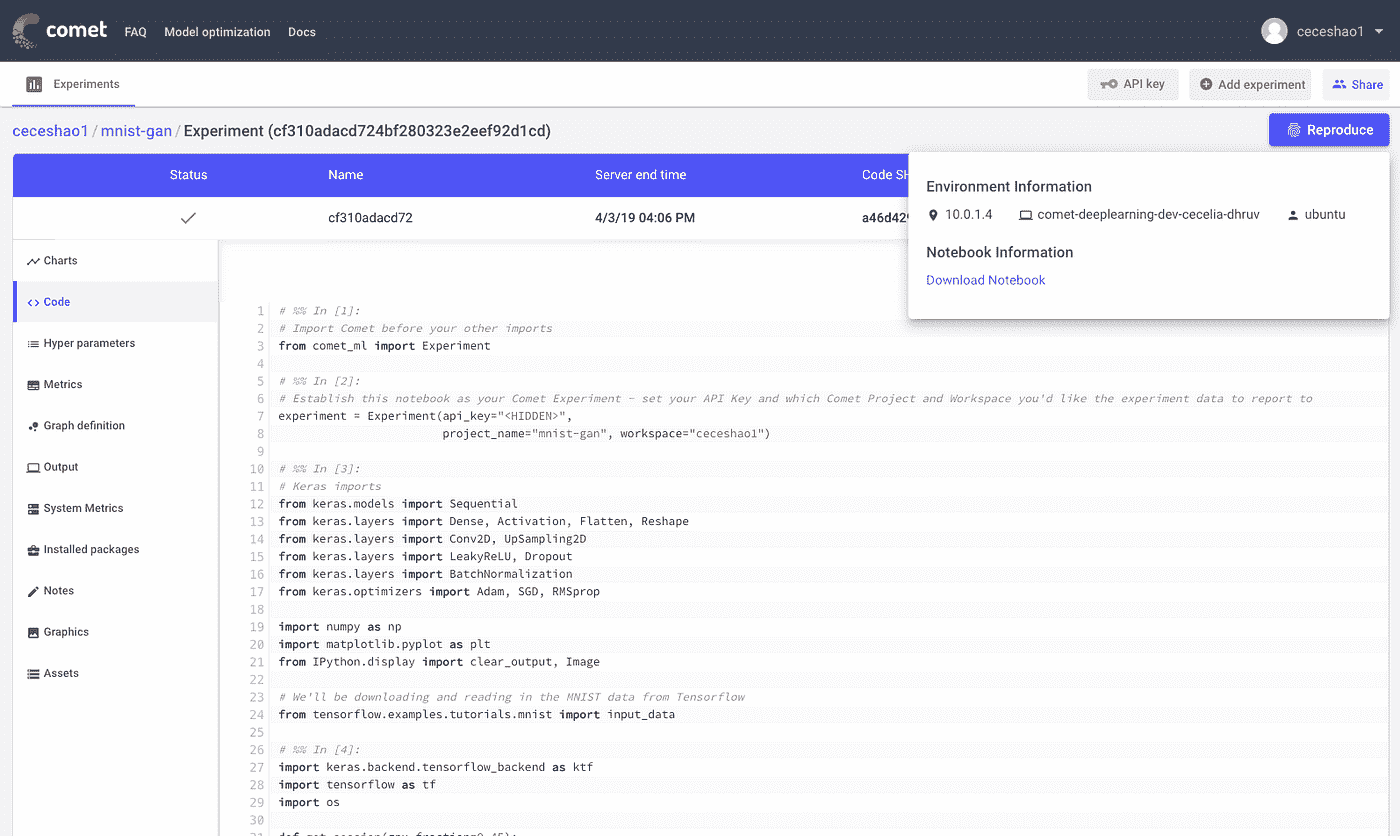 comet FAQ Model optimization Docs ceceshao1
Experiments API key Add experiment Share
ceceshao1 / mnist-gan / Experiment (cf310adacd724bf280323e2eef92d1cd) Reproduce
Status Name Server end time Code SH
cf310adacd72 4/3/19 04:06 PM a46d429
Environment Information
10.0.1.4 comet-deeplearning-dev-cecelia-dhruv ubuntu
Notebook Information
Download Notebook
Charts
Code
Hyper parameters
Metrics
Graph definition
Output
System Metrics
Installed packages
Notes
Graphics
Assets
1 # %% In [1]:
2 # Import Comet before your other imports
3 from comet_ml import Experiment
4
5 # %% In [2]:
6 # Establish this notebook as your Comet Experiment - set your API Key and which Comet Project and Workspace you'd like the experiment data to report to
7 experiment = Experiment(api_key="<HIDDEN>",
8 project_name="mnist-gan", workspace="ceceshao1")
9
10 # %% In [3]:
11 # Keras imports
12 from keras.models import Sequential
13 from keras.layers import Dense, Activation, Flatten, Reshape
14 from keras.layers import Conv2D, UpSampling2D
15 from keras.layers import LeakyReLU, Dropout
16 from keras.layers import BatchNormalization
17 from keras.optimizers import Adam, SGD, RMSprop
18
19 import numpy as np
20 import matplotlib.pyplot as plt
21 from IPython.display import clear_output, Image
22
23 # We'll be downloading and reading in the MNIST data from Tensorflow
24 from tensorflow.examples.tutorials.mnist import input_data
25
26 # %% In [4]:
27 import keras.backend.tensorflow_backend as ktf
28 import tensorflow as tf
29 import os
30